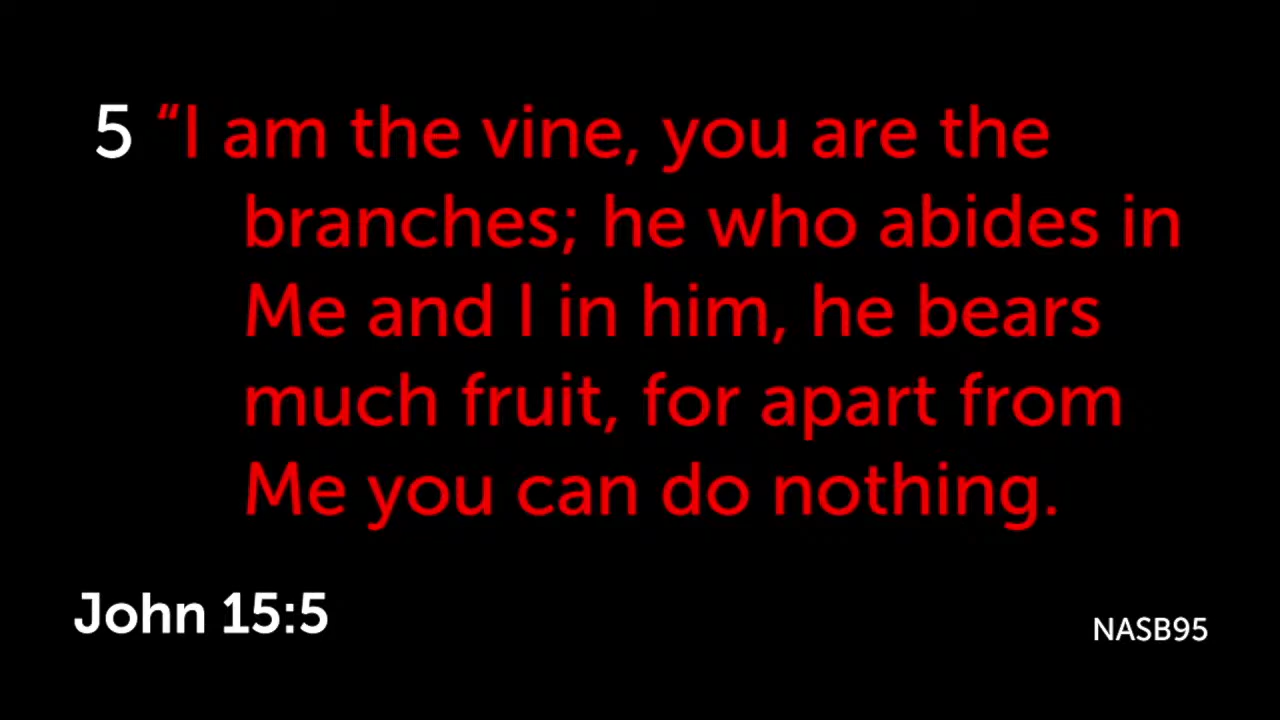 5 “I am the vine, you are the
branches; he who abides in
Me and I in him, he bears
much fruit, for apart from
Me you can do nothing.
John 15:5
NASB95